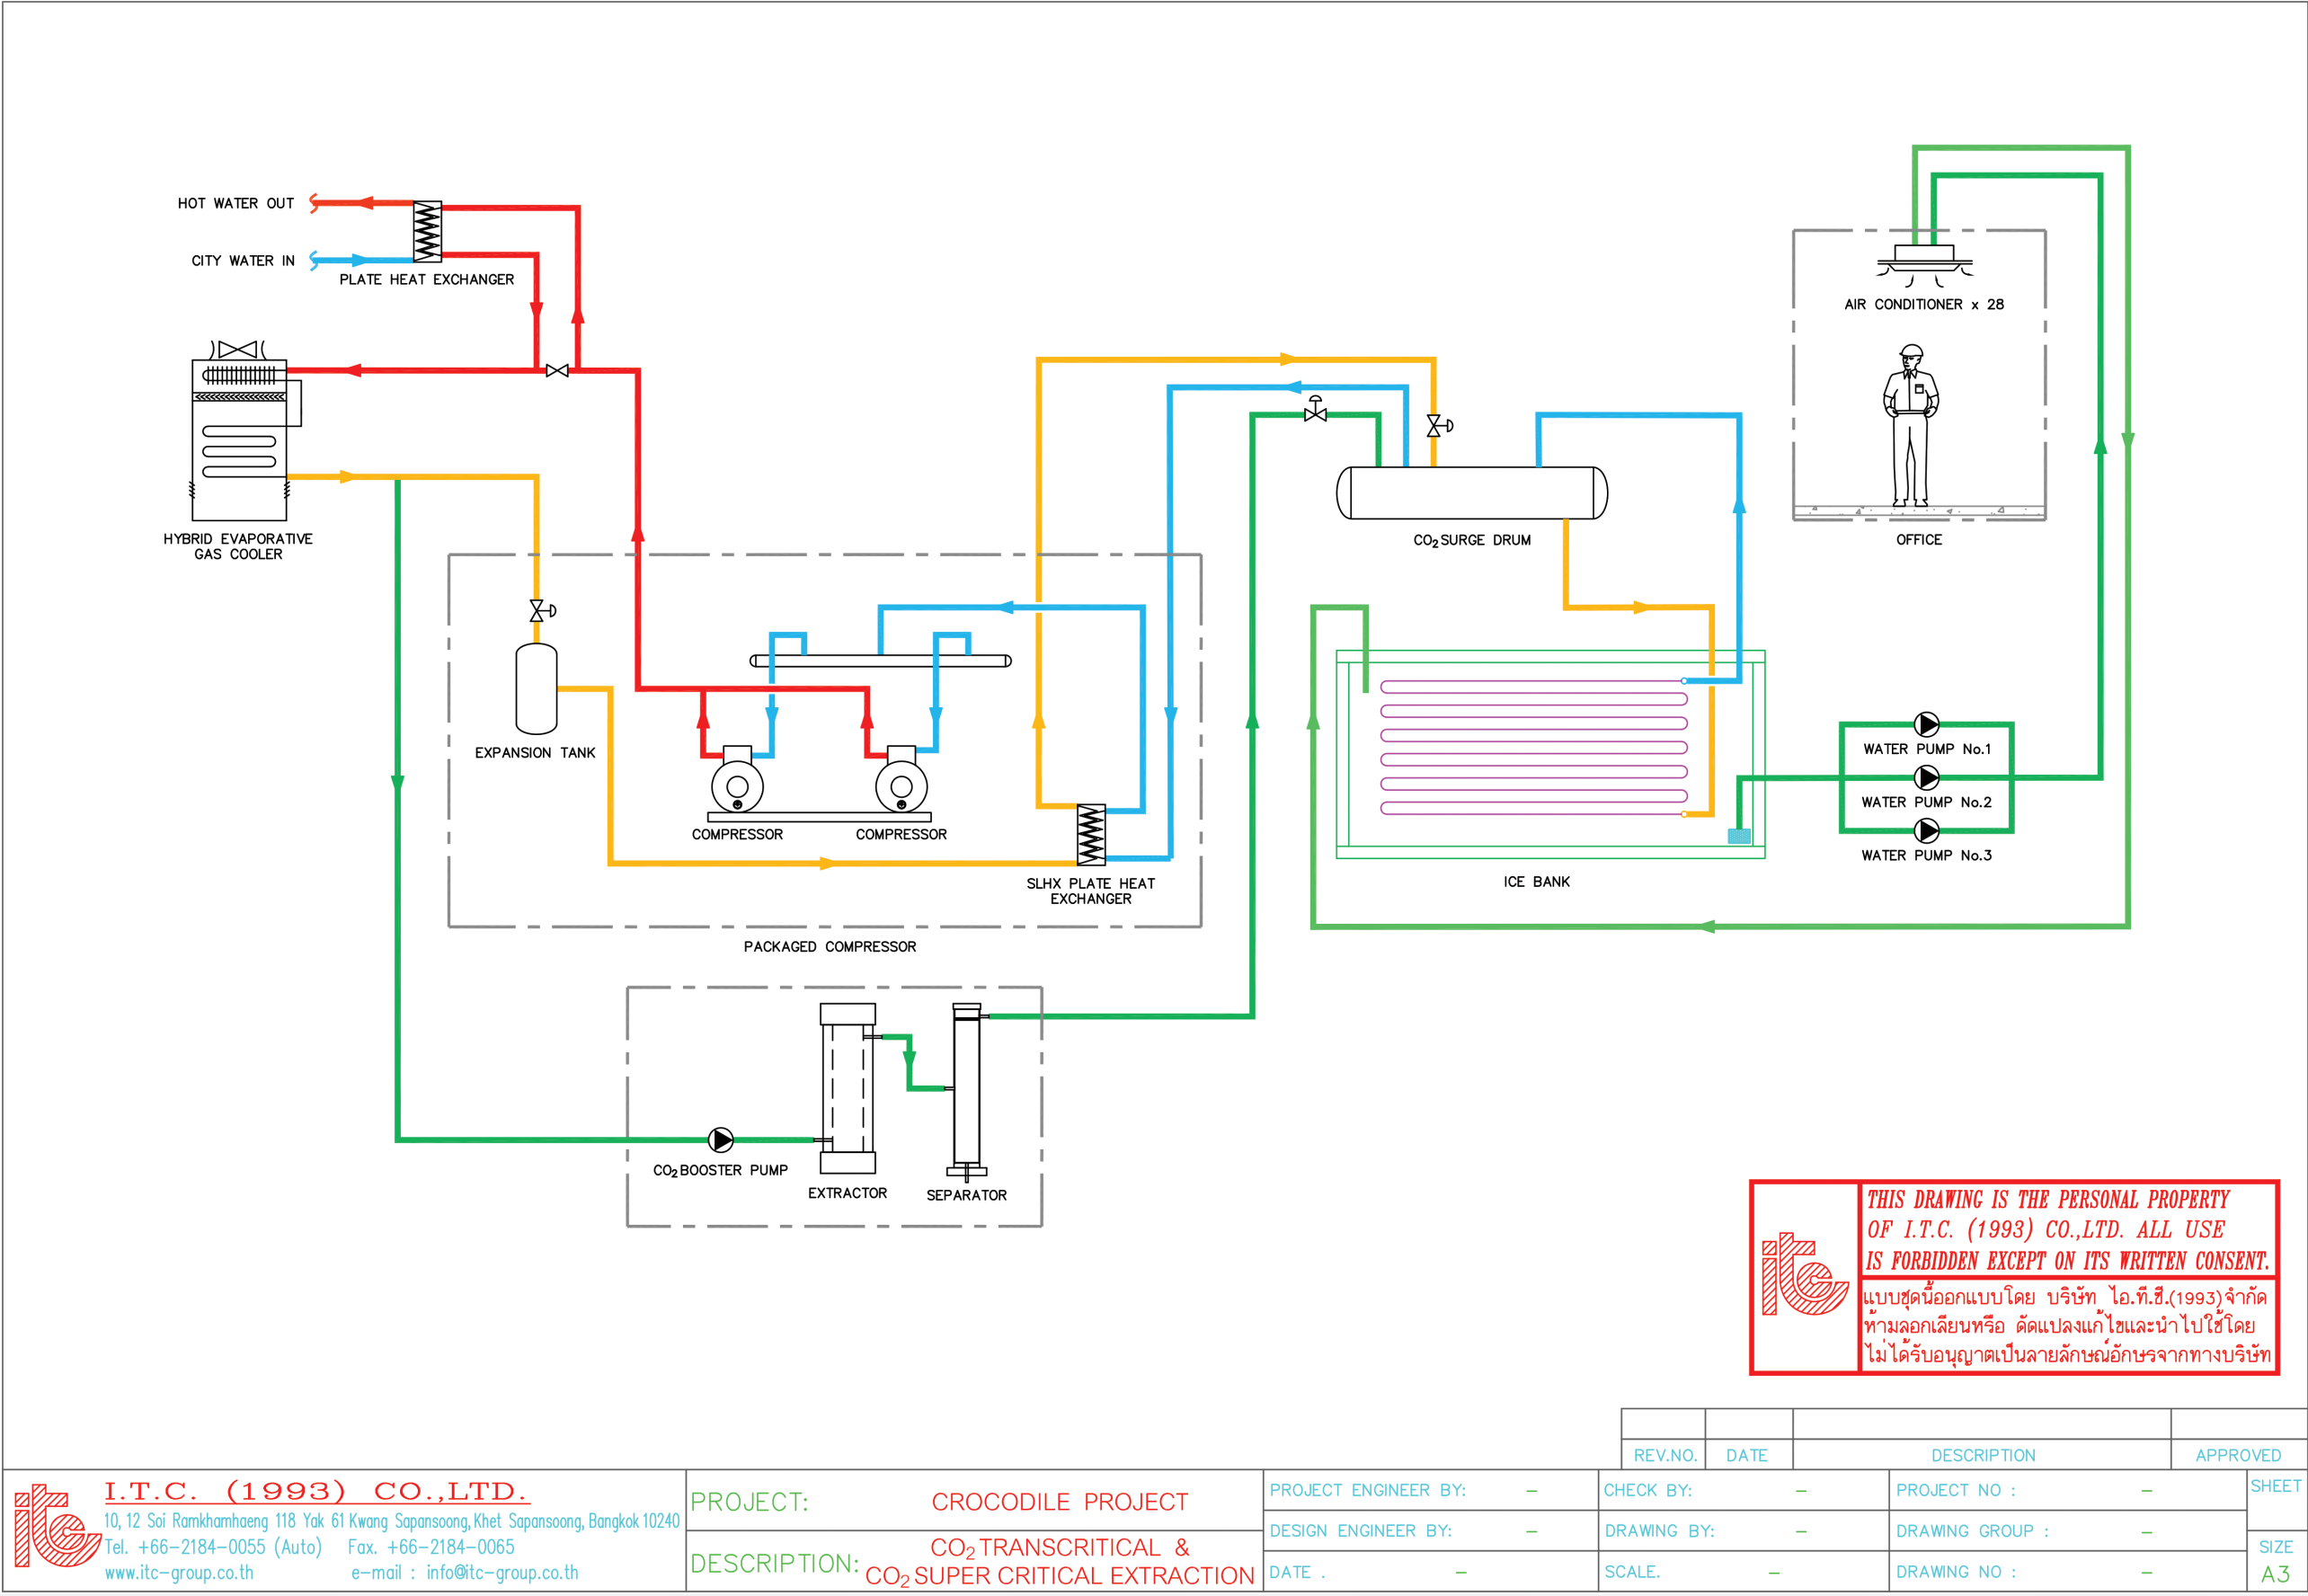 HOT WATER OUT
CITY WATER IN
PLATE HEAT EXCHANGER
AIR CONDITIONER x 28
HYBRID EVAPORATIVE
GAS COOLER
CO2 SURGE DRUM
OFFICE
EXPANSION TANK
WATER PUMP No.1
WATER PUMP No.2
WATER PUMP No.3
COMPRESSOR
COMPRESSOR
SLHX PLATE HEAT
EXCHANGER
ICE BANK
PACKAGED COMPRESSOR
CO2 BOOSTER PUMP
EXTRACTOR
SEPARATOR
itc
THIS DRAWING IS THE PERSONAL PROPERTY
OF I.T.C. (1993) CO.,LTD. ALL USE
IS FORBIDDEN EXCEPT ON ITS WRITTEN CONSENT.
แบบชุดนี้ออกแบบโดย บริษัท ไอ.ที.ซี.(1993)จำกัด
ห้ามลอกเลียนหรือ ดัดแปลงแก้ไขและนำไปใช้โดย
ไม่ได้รับอนุญาตเป็นลายลักษณ์อักษรจากทางบริษัท
REV.NO. DATE DESCRIPTION APPROVED
itc
I.T.C. (1993) CO.,LTD.
10, 12 Soi Ramkhamhaeng 118 Yak 61 Kwang Sapansoong, Khet Sapansoong, Bangkok 10240
Tel. +66-2184-0055 (Auto) Fax. +66-2184-0065
www.itc-group.co.th e-mail : info@itc-group.co.th
PROJECT: CROCODILE PROJECT
DESCRIPTION: CO2 TRANSCRITICAL &
CO2 SUPER CRITICAL EXTRACTION
PROJECT ENGINEER BY: -
DESIGN ENGINEER BY: -
DATE . -
CHECK BY: -
DRAWING BY: -
SCALE. -
PROJECT NO : -
DRAWING GROUP : -
DRAWING NO : -
SHEET
SIZE
A3